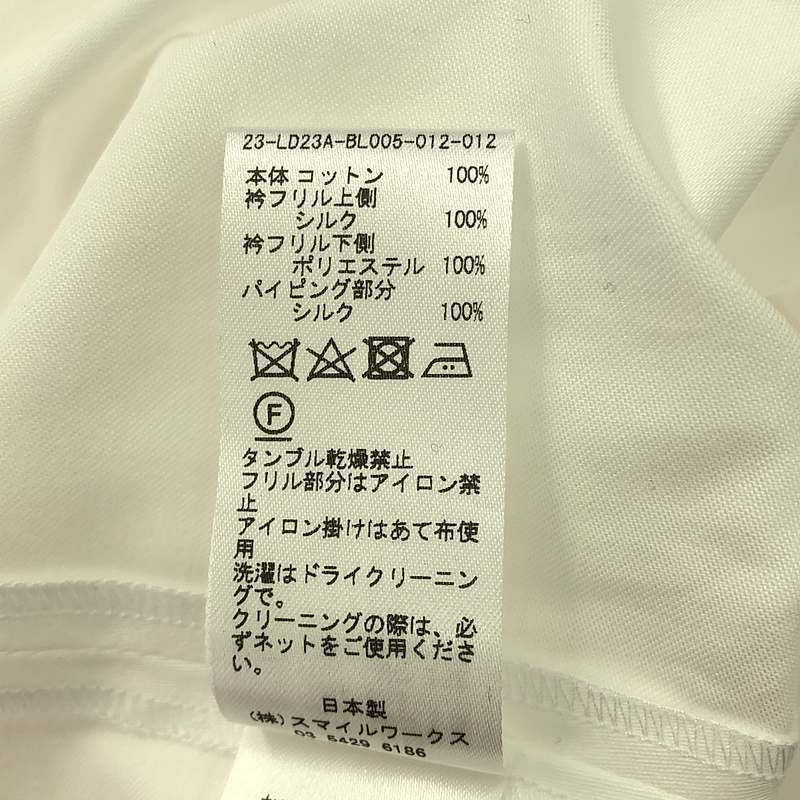 23-LD23A-BL005-012-012
本体 コットン 100%
衿フリル上側
シルク 100%
衿フリル下側
ポリエステル 100%
パイピング部分
シルク 100%
F
タンブル乾燥禁止
フリル部分はアイロン禁
止
アイロン掛けはあて布使
用
洗濯はドライクリーニン
グで。
クリーニングの際は、必
ずネットをご使用くださ
い。
日本製
(株)スマイルワークス
03 5429 6186